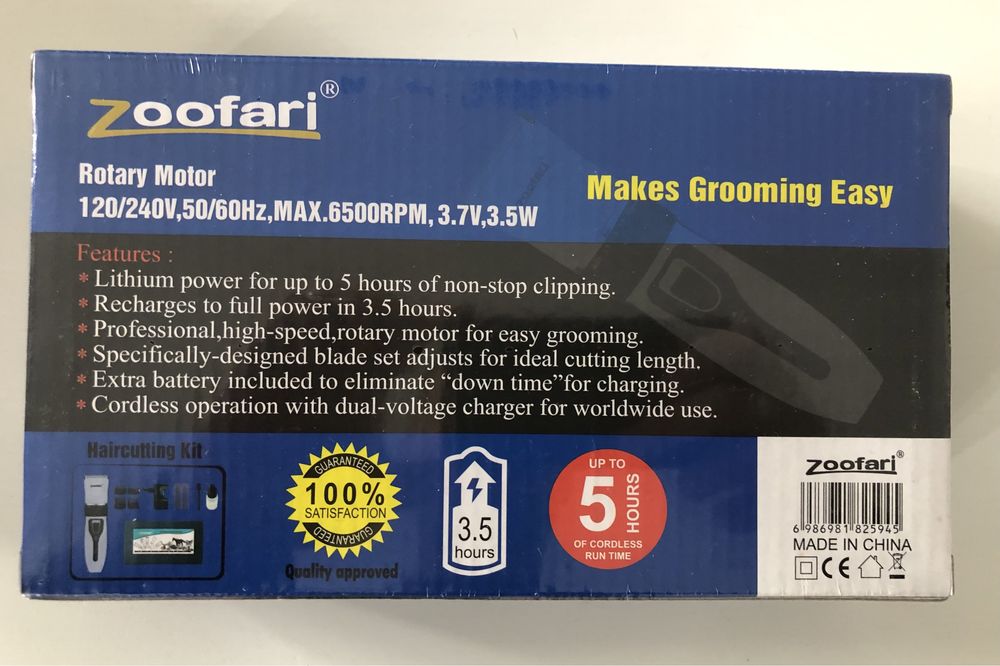 zoofari®
Rotary Motor
120/240V,50/60Hz,MAX.6500RPM, 3.7V,3.5W
Makes Grooming Easy
Features :
* Lithium power for up to 5 hours of non-stop clipping.
* Recharges to full power in 3.5 hours.
* Professional,high-speed,rotary motor for easy grooming.
* Specifically-designed blade set adjusts for ideal cutting length.
* Extra battery included to eliminate “down time”for charging.
* Cordless operation with dual-voltage charger for worldwide use.
Haircutting Kit
GUARANTEED
100%
SATISFACTION
GUARANTEED
Quality approved
3.5
hours
UP TO
5 HOURS
OF CORDLESS
RUN TIME
zoofari®
6 986981 825945
MADE IN CHINA
CE